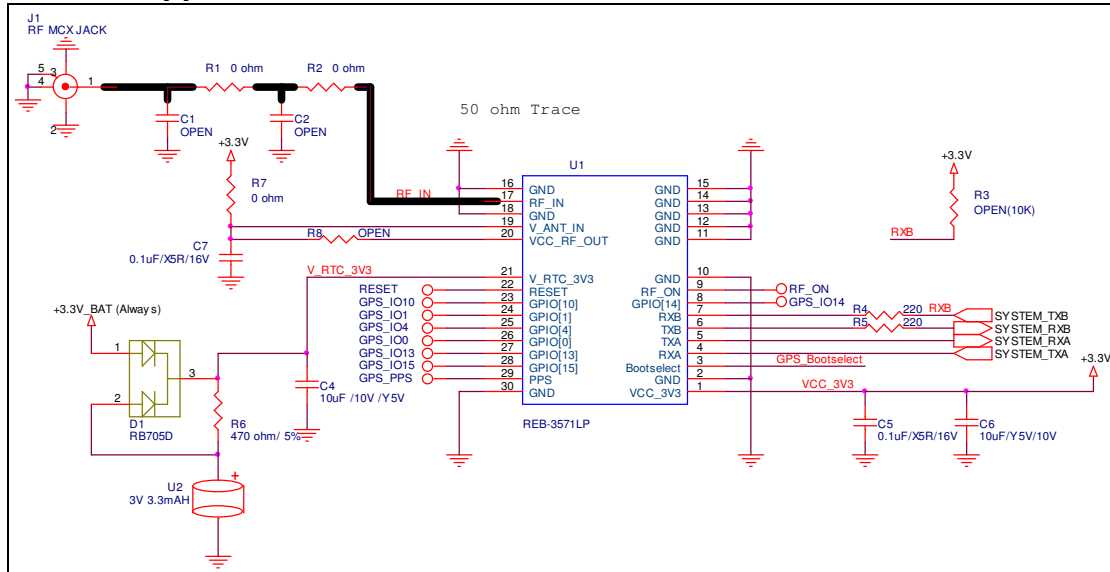 J1
RF MCX JACK
5
3
4
1
2
R1 0 ohm
R2 0 ohm
C1
OPEN
C2
OPEN
50 ohm Trace
+3.3V
R7
0 ohm
RF_IN
R8 OPEN
C7
0.1uF/X5R/16V
U1
16 GND
17 RF_IN
18 GND
19 V_ANT_IN
20 VCC_RF_OUT
GND 15
GND 14
GND 13
GND 12
GND 11
+3.3V
R3
OPEN(10K)
RXB
V_RTC_3V3
21 V_RTC_3V3
RESET 22 RESET
GPS_IO10 23 GPIO[10]
GPS_IO1 24 GPIO[1]
GPS_IO4 25 GPIO[4]
GPS_IO0 26 GPIO[0]
GPS_IO13 27 GPIO[13]
GPS_IO15 28 GPIO[15]
GPS_PPS 29 PPS
30 GND
GND 10
RF_ON 9 RF_ON
GPIO[14] 8 GPS_IO14
RXB 7 R4 220 RXB SYSTEM_TXB
TXB 6 R5 220 SYSTEM_RXB
TXA 5 SYSTEM_RXA
RXA 4 SYSTEM_TXA
Bootselect 3 GPS_Bootselect
GND 2
VCC_3V3 1 VCC_3V3
+3.3V
REB-3571LP
C5
0.1uF/X5R/16V
C6
10uF/Y5V/10V
+3.3V_BAT (Always)
1
2
3
D1
RB705D
R6
470 ohm/ 5%
C4
10uF /10V /Y5V
U2
3V 3.3mAH
+